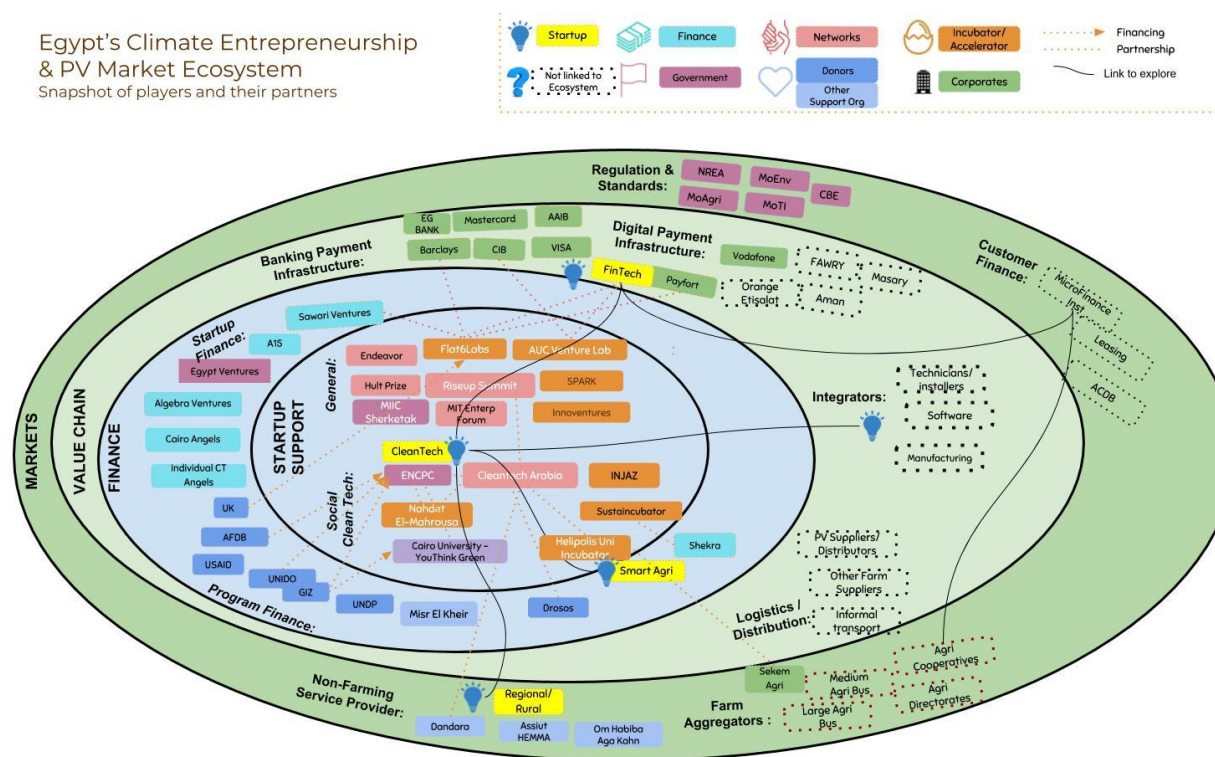 Egypt's Climate Entrepreneurship
& PV Market Ecosystem
Snapshot of players and their partners
Startup
Finance
Networks
Incubator/
Accelerator
Financing
Partnership
Link to explore
Not linked to
Ecosystem
Government
Donors
Other
Support Org
Corporates
Regulation &
Standards:
NREA
MoEnv
CBE
MoAgri
MoTI
Banking Payment
Infrastructure:
EG
BANK
Mastercard
AAIB
Barclays
CIB
VISA
Digital Payment
Infrastructure:
FinTech
Payfort
Vodafone
Orange
Etisalat
FAWRY
Masary
Aman
Customer
Finance:
MicroFinance
Inst
Leasing
ACDB
Startup
Finance:
Sawari Ventures
A15
Egypt Ventures
Algebra Ventures
Cairo Angels
Individual CT
Angels
UK
AFDB
USAID
UNIDO
GIZ
UNDP
Misr El Kheir
Drosos
Shekra
Program Finance:
MARKETS
VALUE CHAIN
FINANCE
STARTUP
SUPPORT
General:
Endeavor
Flat6Labs
AUC Venture Lab
Hult Prize
Riseup Summit
SPARK
MIIC
Sherketak
MIT Enterp
Forum
Innoventures
CleanTech
Social
Clean Tech:
ENCPC
Cleantech Arabia
INJAZ
Nahdet
El-Mahrousa
Sustaincubator
Cairo University -
YouThink Green
Helipolis Uni
Incubator
Smart Agri
Integrators:
Technicians/
installers
Software
Manufacturing
Logistics /
Distribution:
PV Suppliers/
Distributors
Other Farm
Suppliers
Informal
transport
Non-Farming
Service Provider:
Regional/
Rural
Dandara
Assiut
HEMMA
Om Habiba
Aga Kahn
Farm
Aggregators :
Sekem
Agri
Medium
Agri Bus
Large Agri
Bus
Agri
Cooperatives
Agri
Directorates